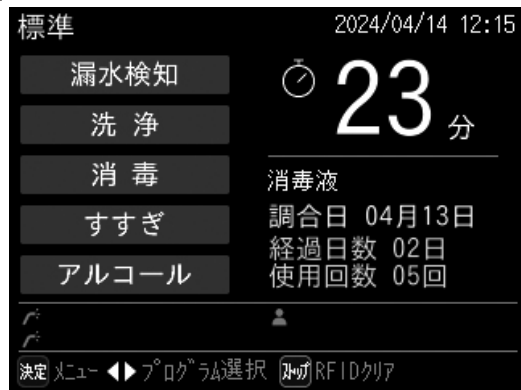 標準 2024/04/14 12:15
漏水検知
洗 浄
消 毒
すすぎ
アルコール
23分
消毒液
調合日 04月13日
経過日数 02日
使用回数 05回
決定 ﾒﾆｭｰ ◀▶ ﾌﾟﾛｸﾞﾗﾑ選択 ｽﾄｯﾌﾟ RFIDｸﾘｱ